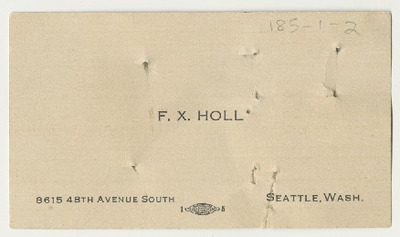 185-1-2
F. X. HOLL
8615 48TH AVENUE SOUTH
SEATTLE, WASH.